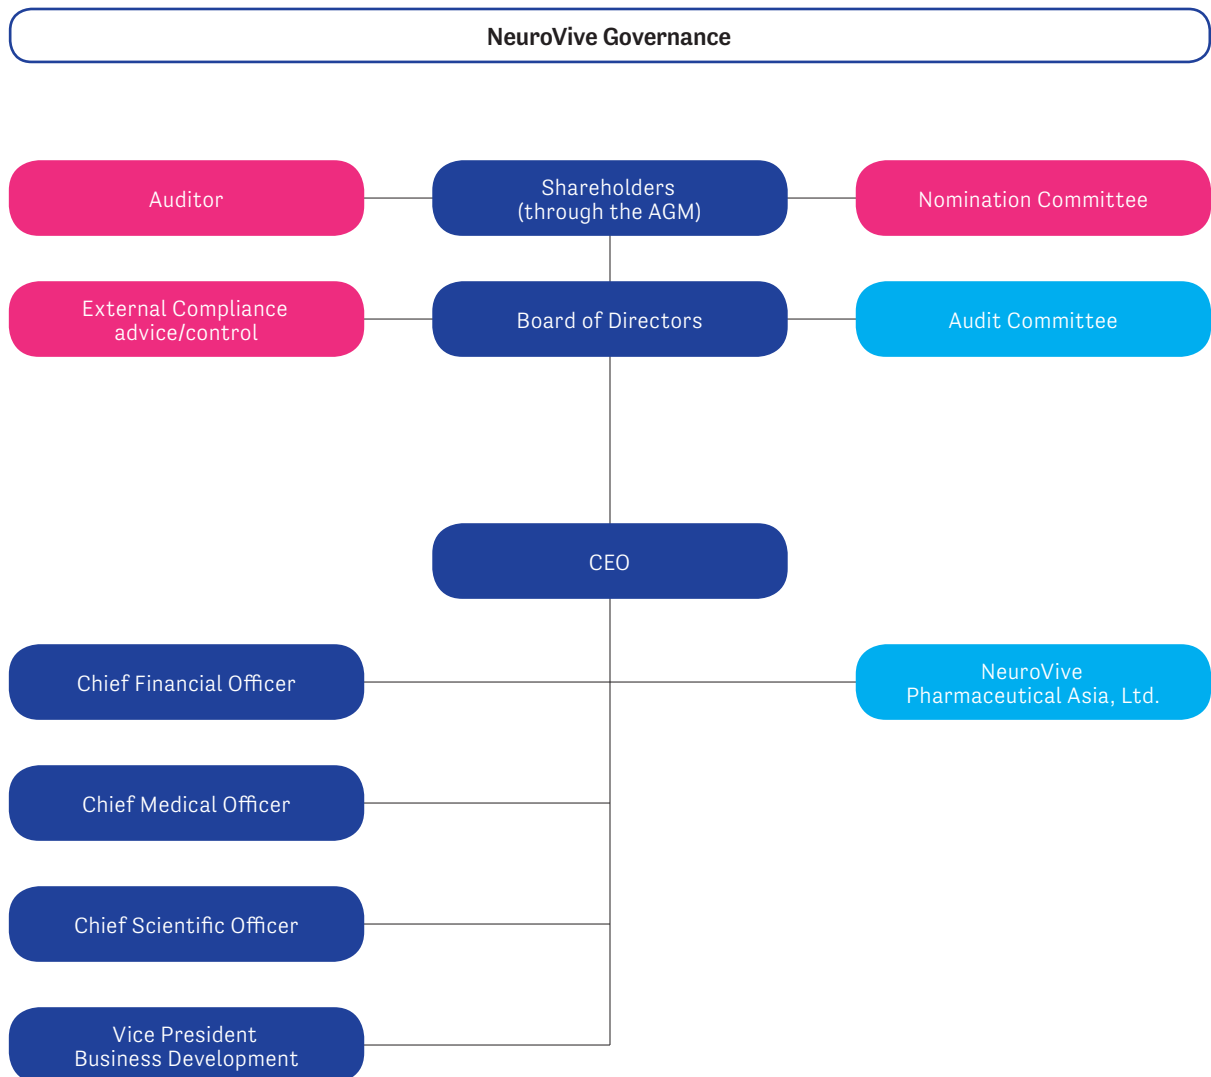 NeuroVive Governance
Auditor
Shareholders
(through the AGM)
Nomination Committee
External Compliance
advice/control
Board of Directors
Audit Committee
CEO
Chief Financial Officer
NeuroVive
Pharmaceutical Asia, Ltd.
Chief Medical Officer
Chief Scientific Officer
Vice President
Business Development